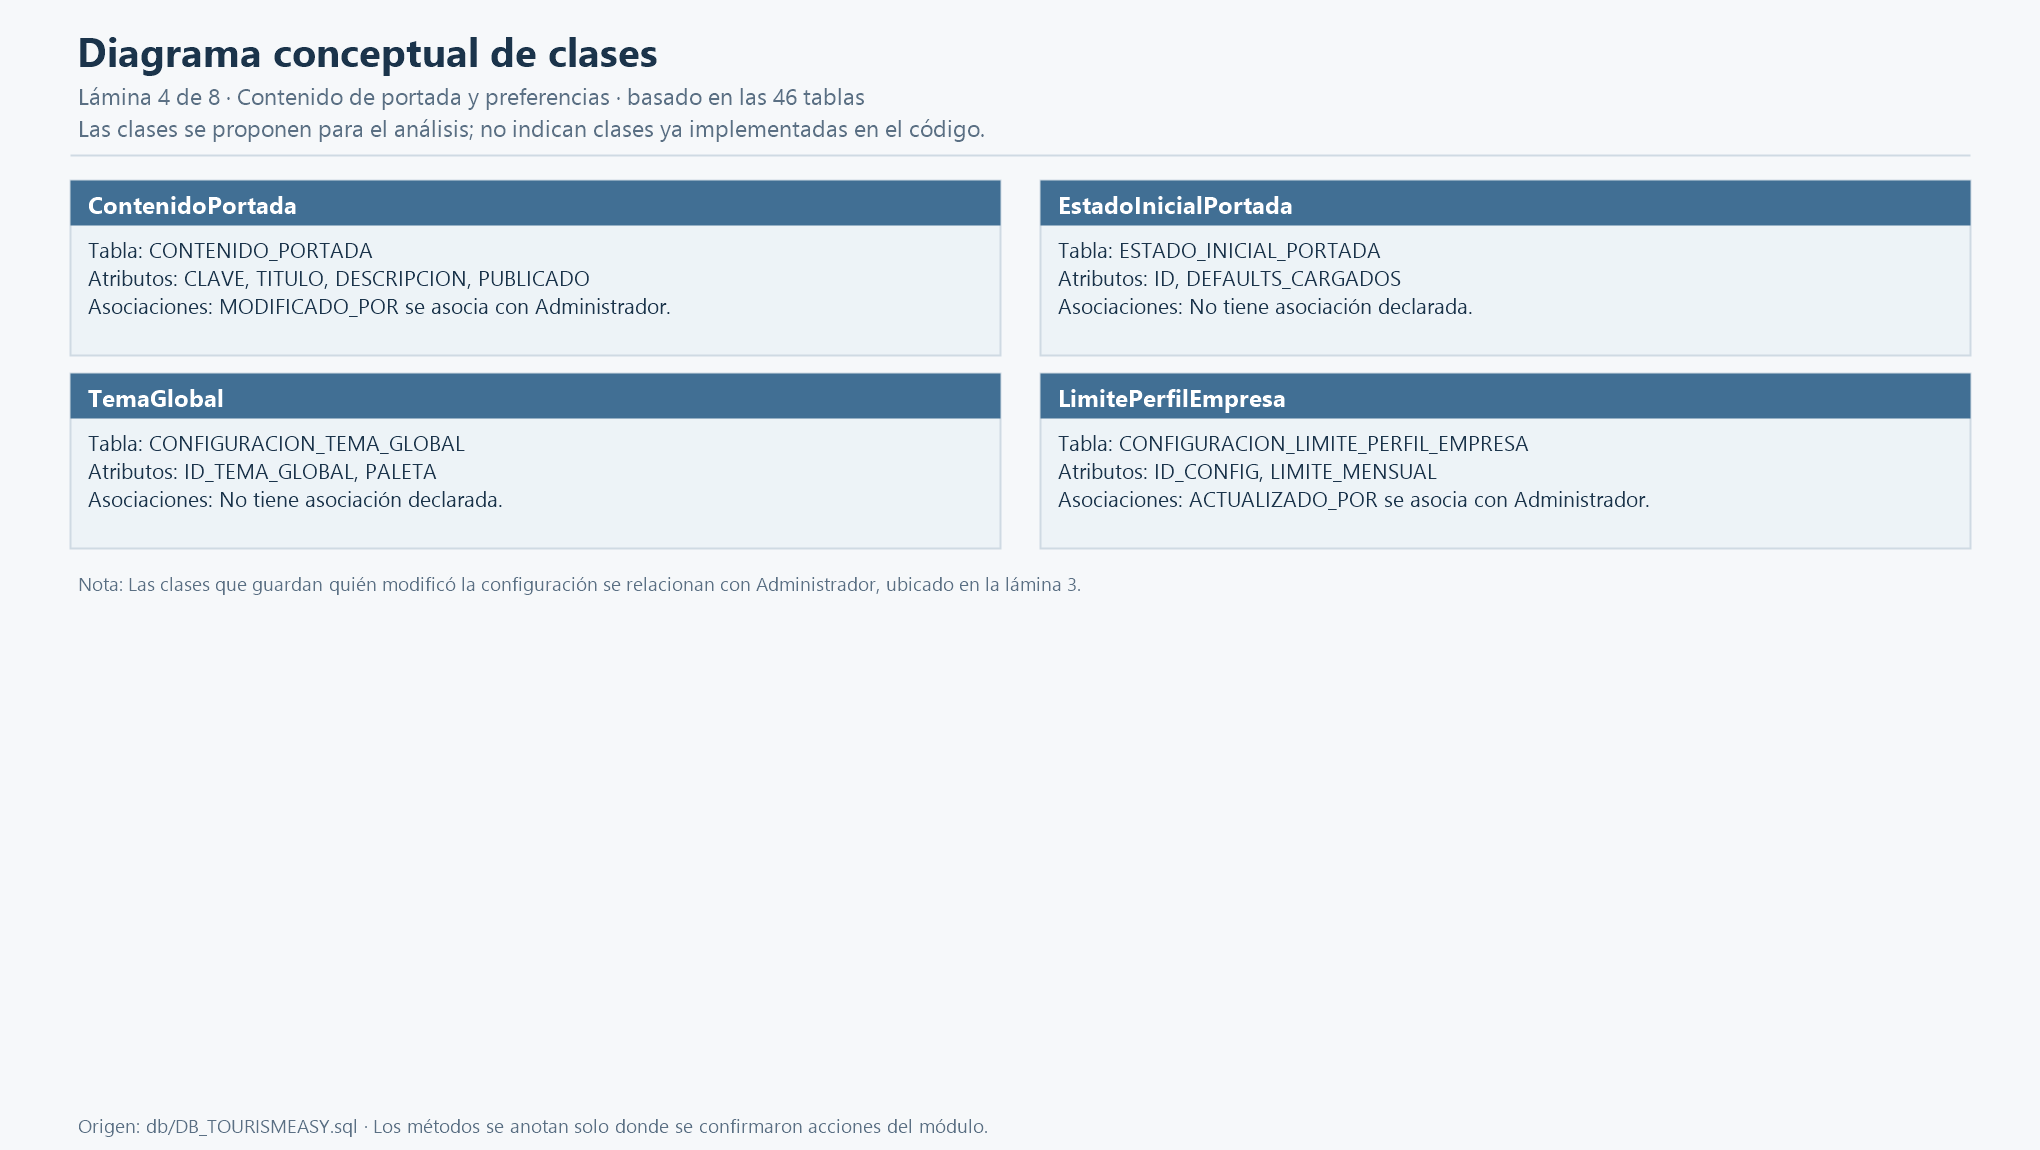 Diagrama conceptual de clases
Lámina 4 de 8 · Contenido de portada y preferencias · basado en las 46 tablas
Las clases se proponen para el análisis; no indican clases ya implementadas en el código.
ContenidoPortada
Tabla: CONTENIDO_PORTADA
Atributos: CLAVE, TITULO, DESCRIPCION, PUBLICADO
Asociaciones: MODIFICADO_POR se asocia con Administrador.
EstadoInicialPortada
Tabla: ESTADO_INICIAL_PORTADA
Atributos: ID, DEFAULTS_CARGADOS
Asociaciones: No tiene asociación declarada.
TemaGlobal
Tabla: CONFIGURACION_TEMA_GLOBAL
Atributos: ID_TEMA_GLOBAL, PALETA
Asociaciones: No tiene asociación declarada.
LimitePerfilEmpresa
Tabla: CONFIGURACION_LIMITE_PERFIL_EMPRESA
Atributos: ID_CONFIG, LIMITE_MENSUAL
Asociaciones: ACTUALIZADO_POR se asocia con Administrador.
Nota: Las clases que guardan quién modificó la configuración se relacionan con Administrador, ubicado en la lámina 3.
Origen: db/DB_TOURISMEASY.sql · Los métodos se anotan solo donde se confirmaron acciones del módulo.